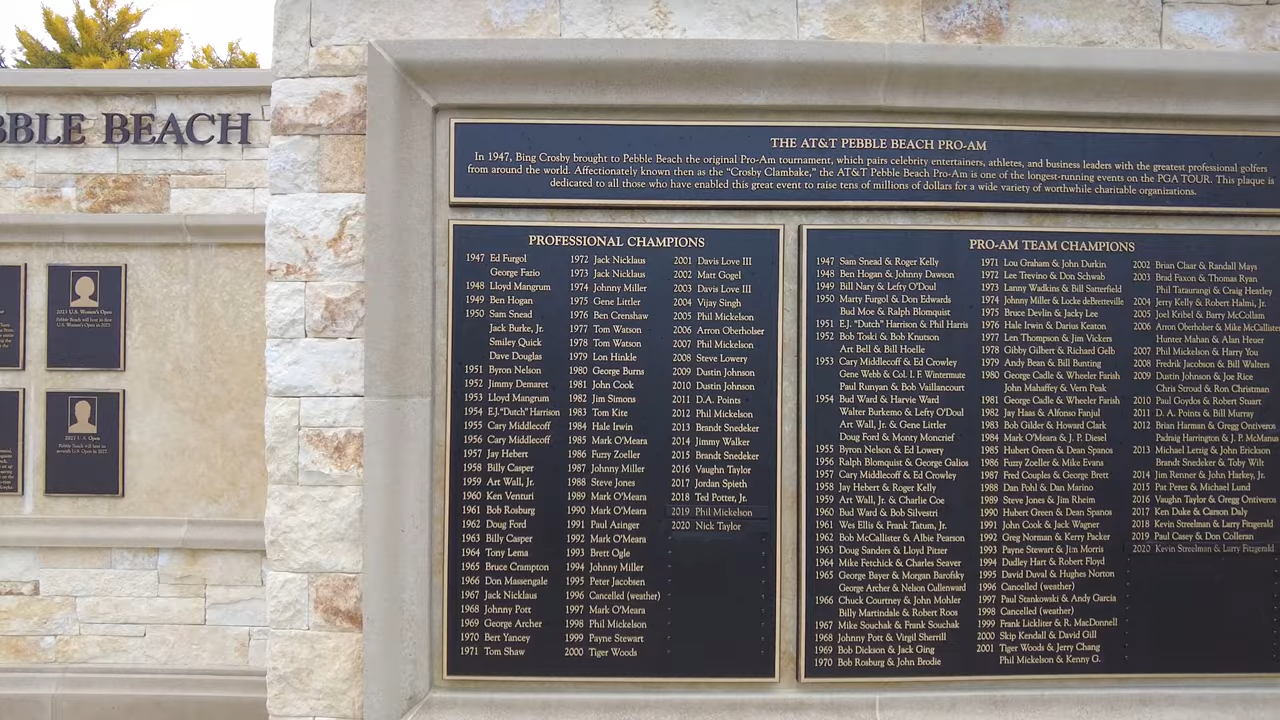 BBLE BEACH
2023 U.S. Women's Open
2027 U.S. Open
THE AT&T PEBBLE BEACH PRO-AM
In 1947, Bing Crosby brought to Pebble Beach the original Pro-Am tournament, which pairs celebrity entertainers, athletes, and business leaders with the greatest professional golfers
from around the world. Affectionately known then as the “Crosby Clambake,” the AT&T Pebble Beach Pro-Am is one of the longest-running events on the PGA TOUR. This plaque is
dedicated to all those who have enabled this great event to raise tens of millions of dollars for a wide variety of worthwhile charitable organizations.
PROFESSIONAL CHAMPIONS
1947 Ed Furgol
George Fazio
1948 Lloyd Mangrum
1949 Ben Hogan
1950 Sam Snead
Jack Burke, Jr.
Smiley Quick
Dave Douglas
1951 Byron Nelson
1952 Jimmy Demaret
1953 Lloyd Mangrum
1954 E.J."Dutch" Harrison
1955 Cary Middlecoff
1956 Cary Middlecoff
1957 Jay Hebert
1958 Billy Casper
1959 Art Wall, Jr.
1960 Ken Venturi
1961 Bob Rosburg
1962 Doug Ford
1963 Billy Casper
1964 Tony Lema
1965 Bruce Crampton
1966 Don Massengale
1967 Jack Nicklaus
1968 Johnny Pott
1969 George Archer
1970 Bert Yancey
1971 Tom Shaw
1972 Jack Nicklaus
1973 Jack Nicklaus
1974 Johnny Miller
1975 Gene Littler
1976 Ben Crenshaw
1977 Tom Watson
1978 Tom Watson
1979 Lon Hinkle
1980 George Burns
1981 John Cook
1982 Jim Simons
1983 Tom Kite
1984 Hale Irwin
1985 Mark O'Meara
1986 Fuzzy Zoeller
1987 Johnny Miller
1988 Steve Jones
1989 Mark O'Meara
1990 Mark O'Meara
1991 Paul Azinger
1992 Mark O'Meara
1993 Brett Ogle
1994 Johnny Miller
1995 Peter Jacobsen
1996 Cancelled (weather)
1997 Mark O'Meara
1998 Phil Mickelson
1999 Payne Stewart
2000 Tiger Woods
2001 Davis Love III
2002 Matt Gogel
2003 Davis Love III
2004 Vijay Singh
2005 Phil Mickelson
2006 Arron Oberholser
2007 Phil Mickelson
2008 Steve Lowery
2009 Dustin Johnson
2010 Dustin Johnson
2011 D.A. Points
2012 Phil Mickelson
2013 Brandt Snedeker
2014 Jimmy Walker
2015 Brandt Snedeker
2016 Vaughn Taylor
2017 Jordan Spieth
2018 Ted Potter, Jr.
2019 Phil Mickelson
2020 Nick Taylor
PRO-AM TEAM CHAMPIONS
1947 Sam Snead & Roger Kelly
1948 Ben Hogan & Johnny Dawson
1949 Bill Nary & Lefty O'Doul
1950 Marty Furgol & Don Edwards
Bud Moe & Ralph Blomquist
1951 E.J. "Dutch" Harrison & Phil Harris
1952 Bob Toski & Bob Knutson
Art Bell & Bill Hoelle
1953 Cary Middlecoff & Ed Crowley
Gene Webb & Col. I. F. Wintermute
Paul Runyan & Bob Vaillancourt
1954 Bud Ward & Harvie Ward
Walter Burkemo & Lefty O'Doul
Art Wall, Jr. & Gene Littler
Doug Ford & Monty Moncrief
1955 Byron Nelson & Ed Lowery
1956 Ralph Blomquist & George Galios
1957 Cary Middlecoff & Ed Crowley
1958 Jay Hebert & Roger Kelly
1959 Art Wall, Jr. & Charlie Coe
1960 Bud Ward & Bob Silvestri
1961 Wes Ellis & Frank Tatum, Jr.
1962 Bob McCallister & Albie Pearson
1963 Doug Sanders & Lloyd Pitzer
1964 Mike Fetchick & Charles Seaver
1965 George Bayer & Morgan Barofsky
George Archer & Nelson Cullenward
1966 Chuck Courtney & John Mohler
Billy Martindale & Robert Roos
1967 Mike Souchak & Frank Souchak
1968 Johnny Pott & Virgil Sherrill
1969 Bob Dickson & Jack Ging
1970 Bob Rosburg & John Brodie
1971 Lou Graham & John Durkin
1972 Lee Trevino & Don Schwab
1973 Lanny Wadkins & Bill Satterfield
1974 Johnny Miller & Locke deBretteville
1975 Bruce Devlin & Jacky Lee
1976 Hale Irwin & Darius Keaton
1977 Len Thompson & Jim Vickers
1978 Gibby Gilbert & Richard Gelb
1979 Andy Bean & Bill Bunting
1980 George Cadle & Wheeler Farish
John Mahaffey & Vern Peak
1981 George Cadle & Wheeler Farish
1982 Jay Haas & Alfonso Fanjul
1983 Bob Gilder & Howard Clark
1984 Mark O'Meara & J. P. Diesel
1985 Hubert Green & Dean Spanos
1986 Fuzzy Zoeller & Mike Evans
1987 Fred Couples & George Brett
1988 Dan Pohl & Dan Marino
1989 Steve Jones & Jim Rheim
1990 Hubert Green & Dean Spanos
1991 John Cook & Jack Wagner
1992 Greg Norman & Kerry Packer
1993 Payne Stewart & Jim Morris
1994 Dudley Hart & Robert Floyd
1995 David Duval & Hughes Norton
1996 Cancelled (weather)
1997 Paul Stankowski & Andy Garcia
1998 Cancelled (weather)
1999 Frank Lickliter & R. MacDonnell
2000 Skip Kendall & David Gill
2001 Tiger Woods & Jerry Chang
Phil Mickelson & Kenny G.
2002 Brian Claar & Randall Mays
2003 Brad Faxon & Thomas Ryan
Phil Tataurangi & Craig Heatley
2004 Jerry Kelly & Robert Halmi, Jr.
2005 Joel Kribel & Barry McCollam
2006 Arron Oberholser & Mike McCallister
Hunter Mahan & Alan Heuer
2007 Phil Mickelson & Harry You
2008 Fredrik Jacobson & Bill Walters
2009 Dustin Johnson & Joe Rice
Chris Stroud & Ron Christman
2010 Paul Goydos & Robert Stuart
2011 D. A. Points & Bill Murray
2012 Brian Harman & Gregg Ontiveros
Padraig Harrington & J. P. McManus
2013 Michael Letzig & John Erickson
Brandt Snedeker & Toby Wilt
2014 Jim Renner & John Harkey, Jr.
2015 Pat Perez & Michael Lund
2016 Vaughn Taylor & Gregg Ontiveros
2017 Ken Duke & Carson Daly
2018 Kevin Streelman & Larry Fitzgerald
2019 Paul Casey & Don Colleran
2020 Kevin Streelman & Larry Fitzgerald